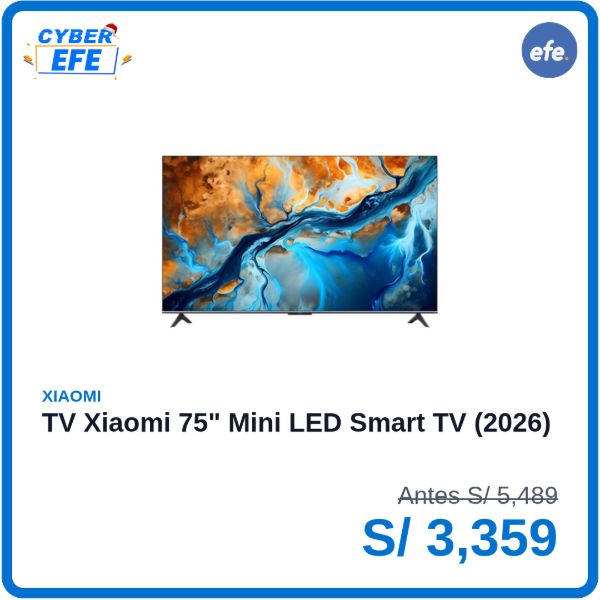 CYBER
EFE
efe.
XIAOMI
TV Xiaomi 75" Mini LED Smart TV (2026)
Antes S/ 5,489
S/ 3,359